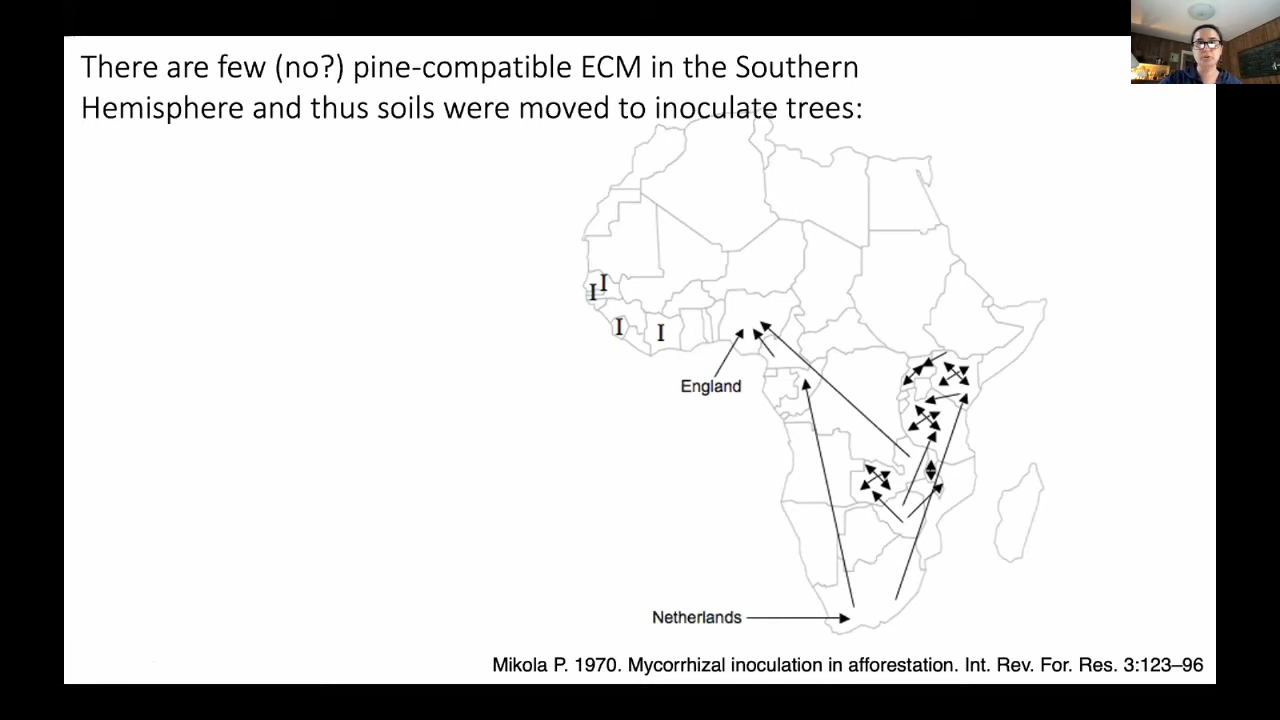 There are few (no?) pine-compatible ECM in the Southern
Hemisphere and thus soils were moved to inoculate trees:
I
I
I
I
England
Netherlands
Mikola P. 1970. Mycorrhizal inoculation in afforestation. Int. Rev. For. Res. 3:123–96